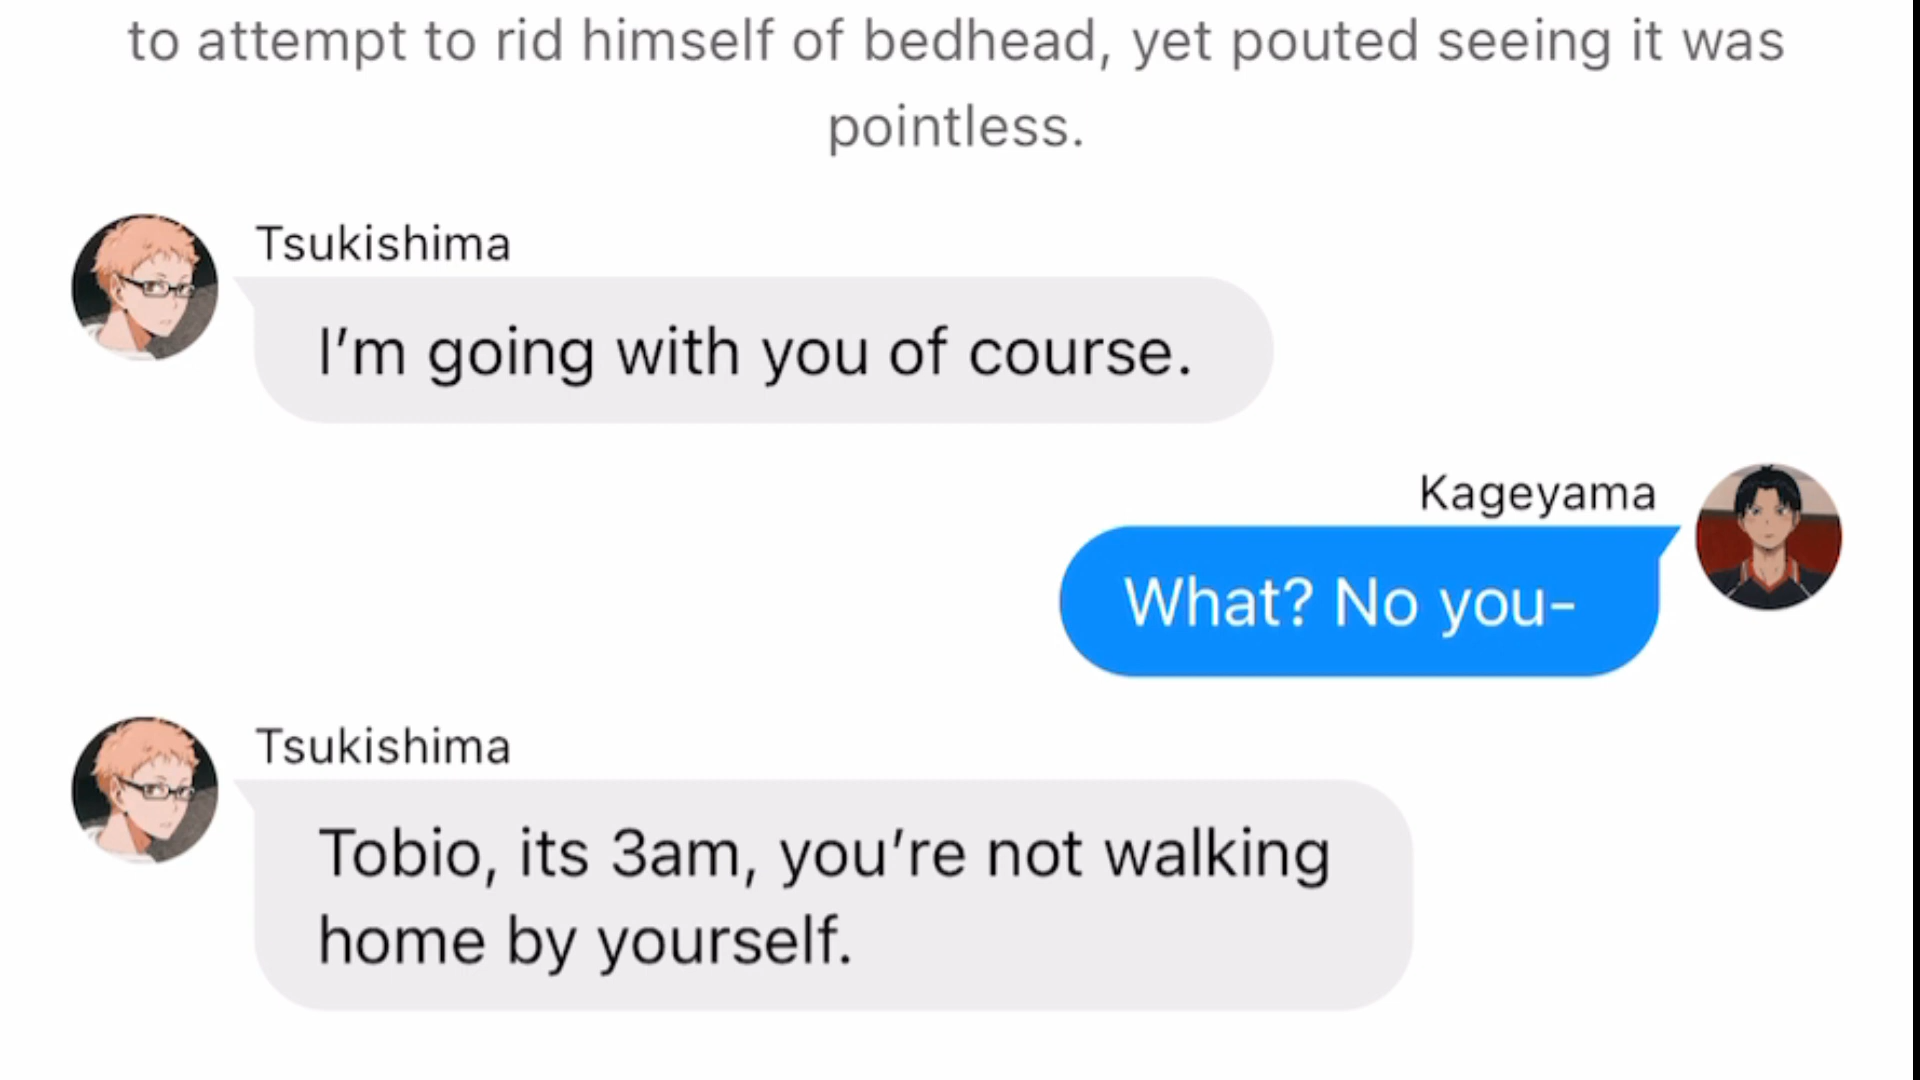 to attempt to rid himself of bedhead, yet pouted seeing it was
pointless.
Tsukishima
I’m going with you of course.
Kageyama
What? No you-
Tsukishima
Tobio, its 3am, you’re not walking
home by yourself.